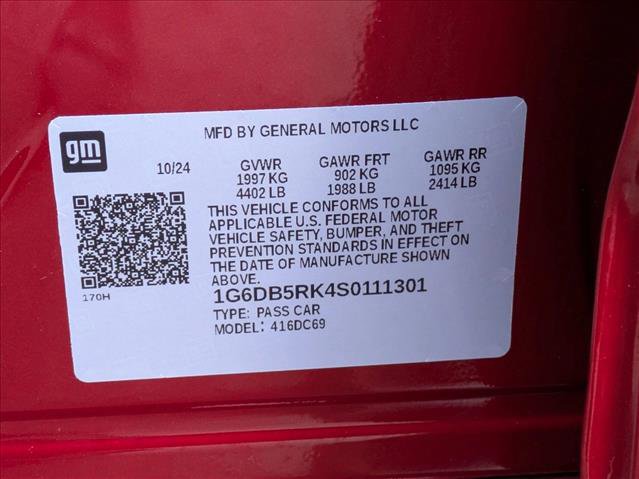 MFD BY GENERAL MOTORS LLC
gm
10/24
GVWR GAWR FRT GAWR RR
1997 KG 902 KG 1095 KG
4402 LB 1988 LB 2414 LB
THIS VEHICLE CONFORMS TO ALL
APPLICABLE U.S. FEDERAL MOTOR
VEHICLE SAFETY, BUMPER, AND THEFT
PREVENTION STANDARDS IN EFFECT ON
THE DATE OF MANUFACTURE SHOWN
ABOVE.
170H
1G6DB5RK4S0111301
TYPE: PASS CAR
MODEL: 416DC69